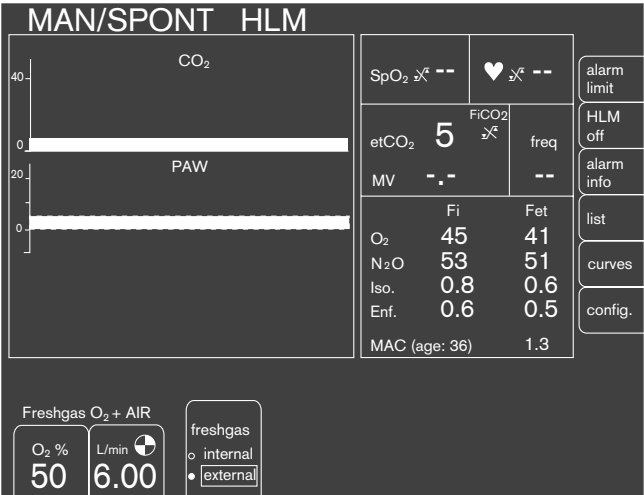 MAN/SPONT HLM
CO₂
40
0
PAW
20
0
SpO₂ -- ♥ --
etCO₂ 5 FiCO2 freq
MV -.- --
Fi Fet
O₂ 45 41
N₂O 53 51
Iso. 0.8 0.6
Enf. 0.6 0.5
MAC (age: 36) 1.3
alarm
limit
HLM
off
alarm
info
list
curves
config.
Freshgas O₂ + AIR
O₂ % L/min
50 6.00
freshgas
internal
external